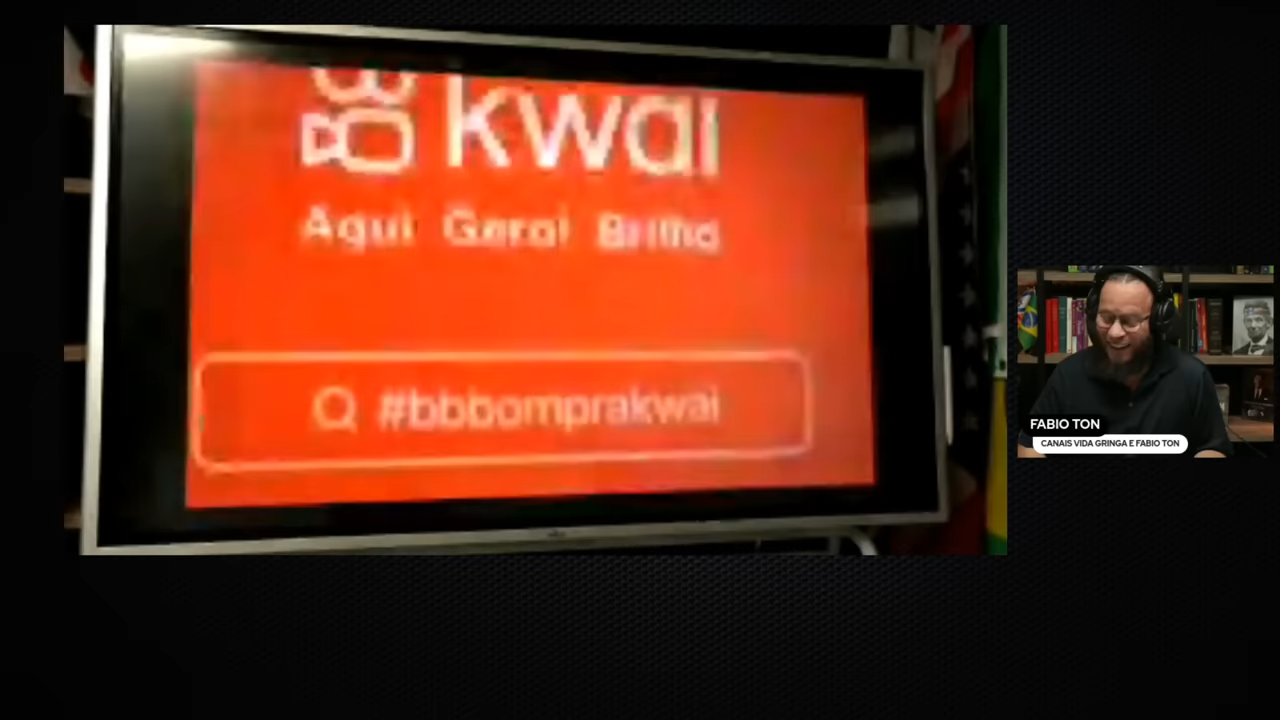 kwai
Aqui Geral Brilha
#bbbomprakwai
FABIO TON
CANAIS VIDA GRINGA E FABIO TON